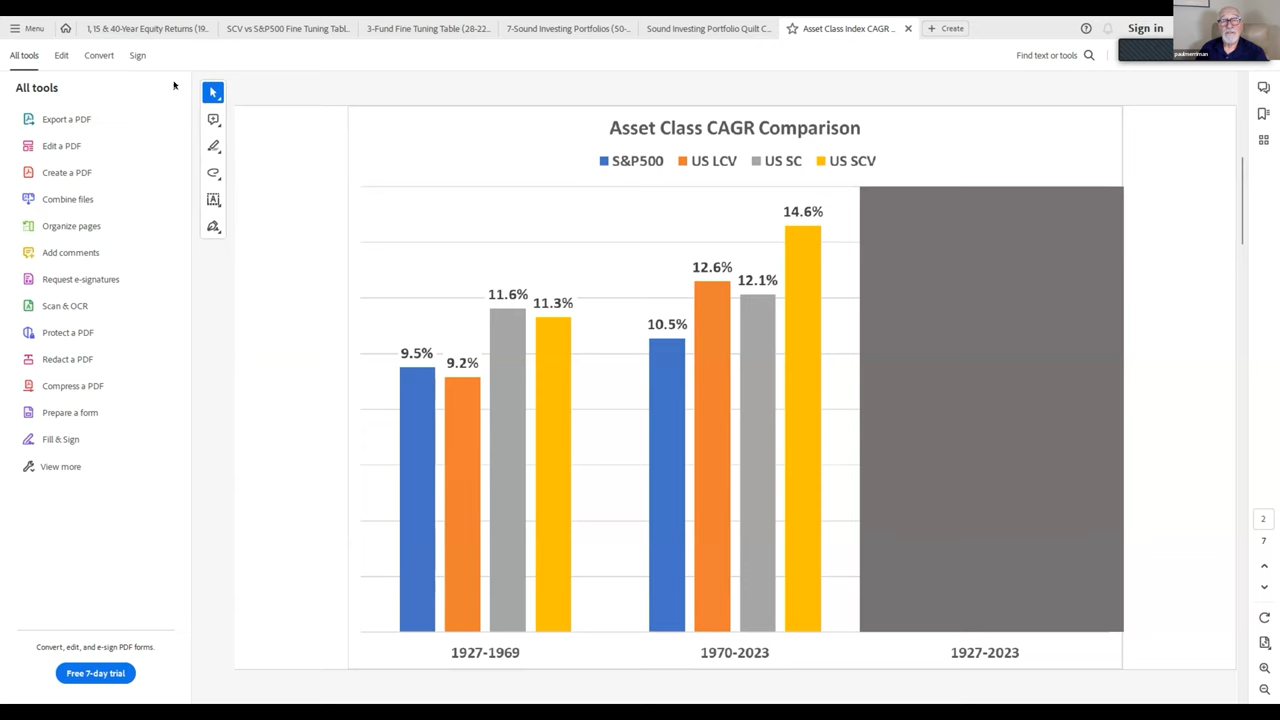 Menu
1,15 & 40-Year Equity Returns (19...
SCV vs S&P500 Fine Tuning Tabl...
3-Fund Fine Tuning Table (28-22...
7-Sound Investing Portfolios (50-...
Sound Investing Portfolio Quilt C...
Asset Class Index CAGR ...
Create
Sign in
All tools
Edit
Convert
Sign
Find text or tools
paulmerriman
All tools
Export a PDF
Edit a PDF
Create a PDF
Combine files
Organize pages
Add comments
Request e-signatures
Scan & OCR
Protect a PDF
Redact a PDF
Compress a PDF
Prepare a form
Fill & Sign
View more
Convert, edit, and e-sign PDF forms.
Free 7-day trial
Asset Class CAGR Comparison
S&P500 US LCV US SC US SCV
9.5%
9.2%
11.6%
11.3%
10.5%
12.6%
12.1%
14.6%
1927-1969
1970-2023
1927-2023
2
7